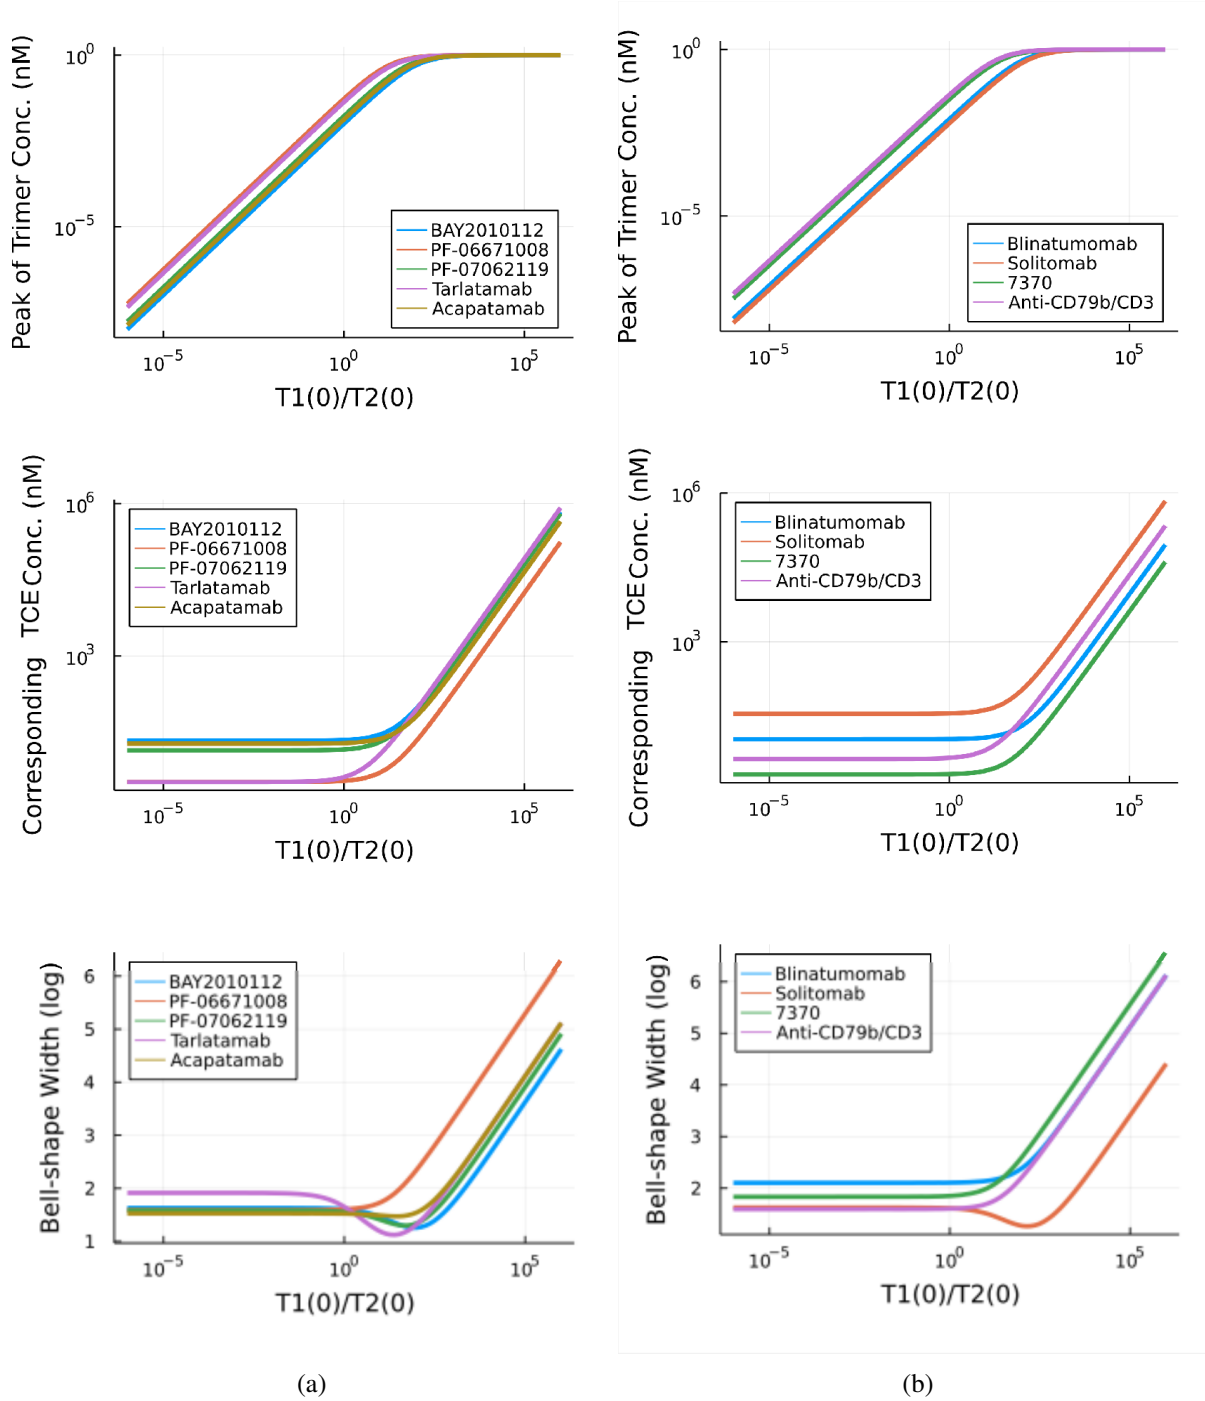 Peak of Trimer Conc. (nM)
10^0
10^-5
BAY2010112
PF-06671008
PF-07062119
Tarlatamab
Acapatamab
10^-5
10^0
10^5
T1(0)/T2(0)
Peak of Trimer Conc. (nM)
10^0
10^-5
Blinatumomab
Solitomab
7370
Anti-CD79b/CD3
10^-5
10^0
10^5
T1(0)/T2(0)
Corresponding TCE Conc. (nM)
10^6
10^3
BAY2010112
PF-06671008
PF-07062119
Tarlatamab
Acapatamab
10^-5
10^0
10^5
T1(0)/T2(0)
Corresponding TCE Conc. (nM)
10^6
10^3
Blinatumomab
Solitomab
7370
Anti-CD79b/CD3
10^-5
10^0
10^5
T1(0)/T2(0)
Bell-shape Width (log)
6
5
4
3
2
1
BAY2010112
PF-06671008
PF-07062119
Tarlatamab
Acapatamab
10^-5
10^0
10^5
T1(0)/T2(0)
Bell-shape Width (log)
6
5
4
3
2
Blinatumomab
Solitomab
7370
Anti-CD79b/CD3
10^-5
10^0
10^5
T1(0)/T2(0)
(a)
(b)